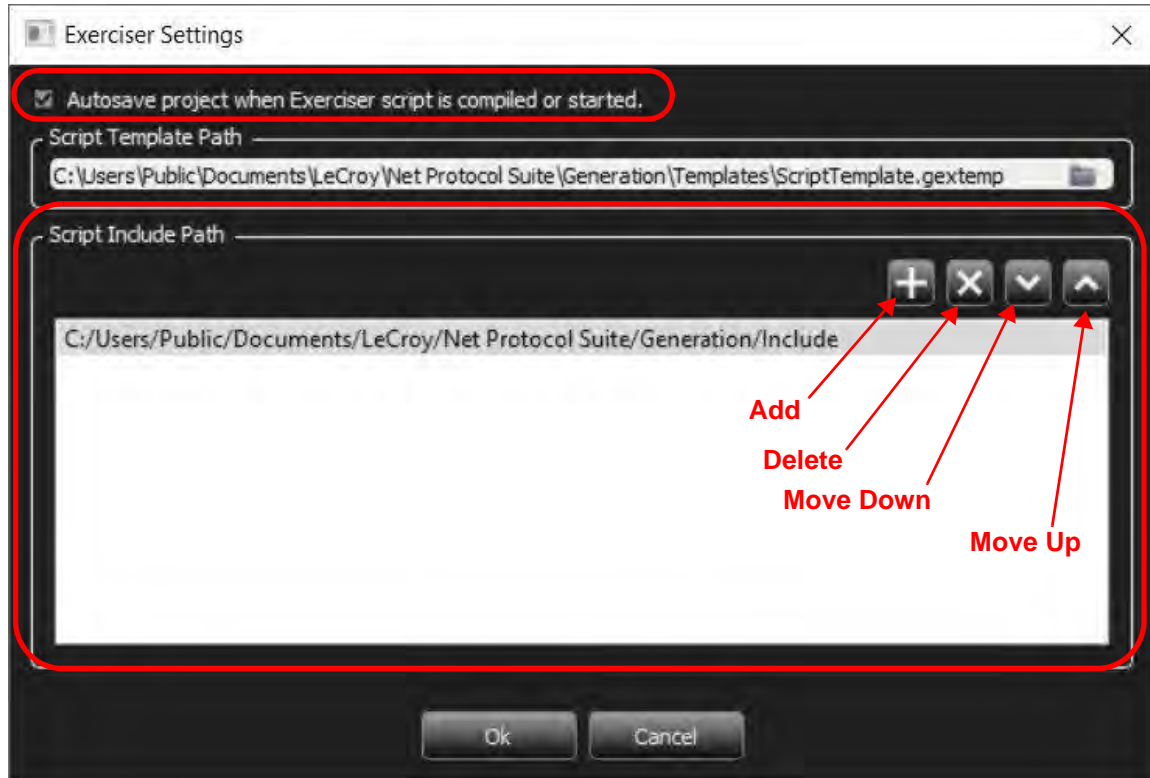 Exerciser Settings
Autosave project when Exerciser script is compiled or started.
Script Template Path
C:\Users\Public\Documents\LeCroy\Net Protocol Suite\Generation\Templates\ScriptTemplate.gextemp
Script Include Path
C:/Users/Public/Documents/LeCroy/Net Protocol Suite/Generation/Include
Add
Delete
Move Down
Move Up
Ok
Cancel